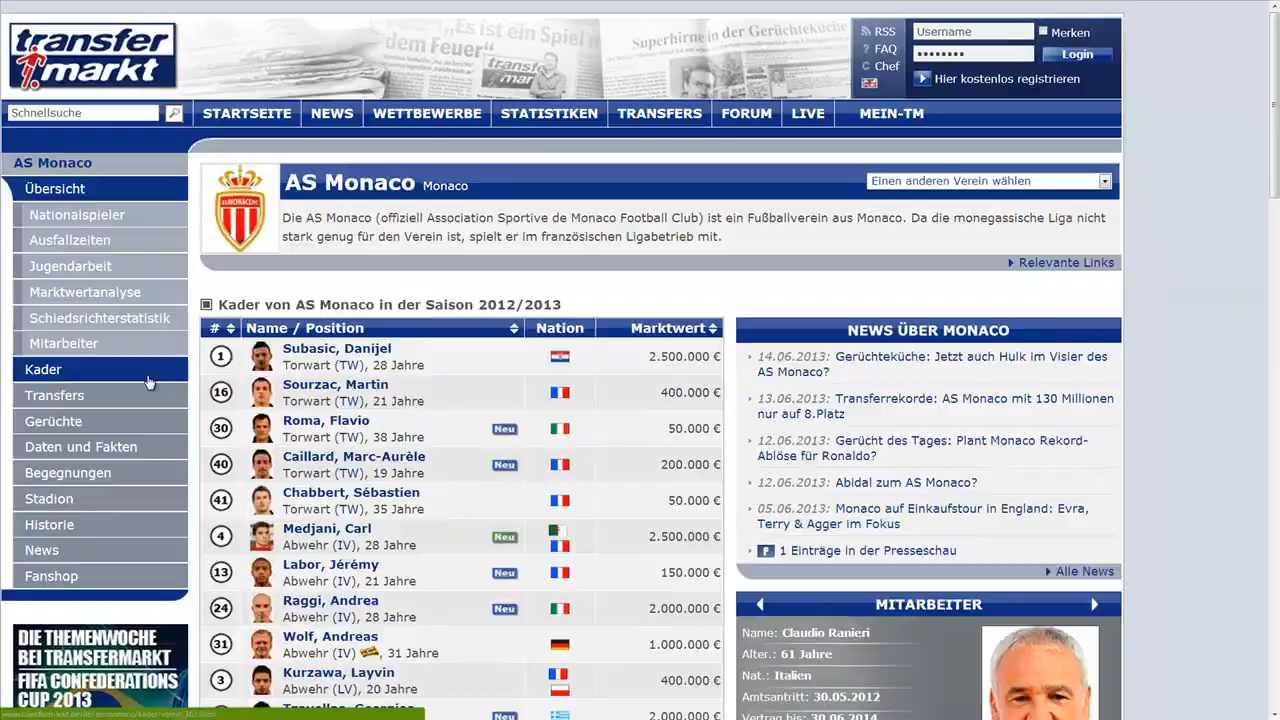 transfer
markt
„Es ist ein Spiel
dem Feuer“
Superhirne in der Gerüchteküche
RSS
? FAQ
C Chef
Username
Merken
••••••••
Login
Hier kostenlos registrieren
Schnellsuche
STARTSEITE
NEWS
WETTBEWERBE
STATISTIKEN
TRANSFERS
FORUM
LIVE
MEIN-TM
AS Monaco
Übersicht
Nationalspieler
Ausfallzeiten
Jugendarbeit
Marktwertanalyse
Schiedsrichterstatistik
Mitarbeiter
Kader
Transfers
Gerüchte
Daten und Fakten
Begegnungen
Stadion
Historie
News
Fanshop
DIE THEMENWOCHE
BEI TRANSFERMARKT
FIFA CONFEDERATIONS
CUP 2013
AS Monaco Monaco
Einen anderen Verein wählen
Die AS Monaco (offiziell Association Sportive de Monaco Football Club) ist ein Fußballverein aus Monaco. Da die monegassische Liga nicht
stark genug für den Verein ist, spielt er im französischen Ligabetrieb mit.
Relevante Links
Kader von AS Monaco in der Saison 2012/2013
# Name / Position Nation Marktwert
1 Subasic, Danijel 2.500.000 €
Torwart (TW), 28 Jahre
16 Sourzac, Martin 400.000 €
Torwart (TW), 21 Jahre
30 Roma, Flavio Neu 50.000 €
Torwart (TW), 38 Jahre
40 Caillard, Marc-Aurèle Neu 200.000 €
Torwart (TW), 19 Jahre
41 Chabbert, Sébastien 50.000 €
Torwart (TW), 35 Jahre
4 Medjani, Carl Neu 2.500.000 €
Abwehr (IV), 28 Jahre
13 Labor, Jérémy Neu 150.000 €
Abwehr (IV), 21 Jahre
24 Raggi, Andrea Neu 2.000.000 €
Abwehr (IV), 28 Jahre
31 Wolf, Andreas 1.000.000 €
Abwehr (IV) , 31 Jahre
3 Kurzawa, Layvin 400.000 €
Abwehr (LV), 20 Jahre
Neu 2.000.000 €
NEWS ÜBER MONACO
14.06.2013: Gerüchteküche: Jetzt auch Hulk im Visier des
AS Monaco?
13.06.2013: Transferrekorde: AS Monaco mit 130 Millionen
nur auf 8.Platz
12.06.2013: Gerücht des Tages: Plant Monaco Rekord-
Ablöse für Ronaldo?
12.06.2013: Abidal zum AS Monaco?
05.06.2013: Monaco auf Einkaufstour in England: Evra,
Terry & Agger im Fokus
1 Einträge in der Presseschau
Alle News
MITARBEITER
Name: Claudio Ranieri
Alter.: 61 Jahre
Nat.: Italien
Amtsantritt: 30.05.2012
Vertrag bis: 30.06.2014